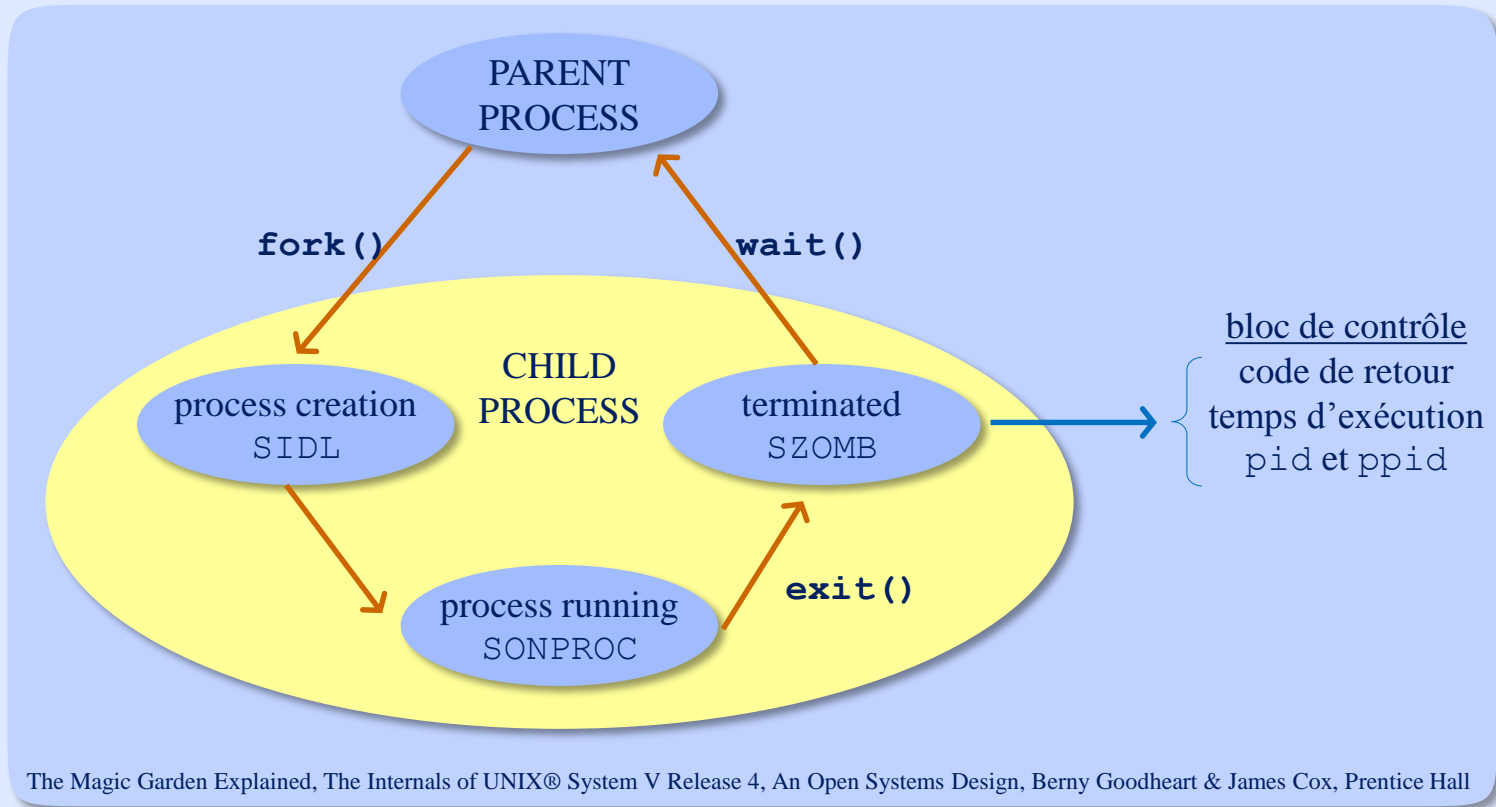 PARENT
PROCESS
fork()
wait()
CHILD
PROCESS
process creation
SIDL
terminated
SZOMB
process running
SONPROC
exit()
bloc de contrôle
code de retour
temps d’exécution
pid et ppid
The Magic Garden Explained, The Internals of UNIX® System V Release 4, An Open Systems Design, Berny Goodheart & James Cox, Prentice Hall